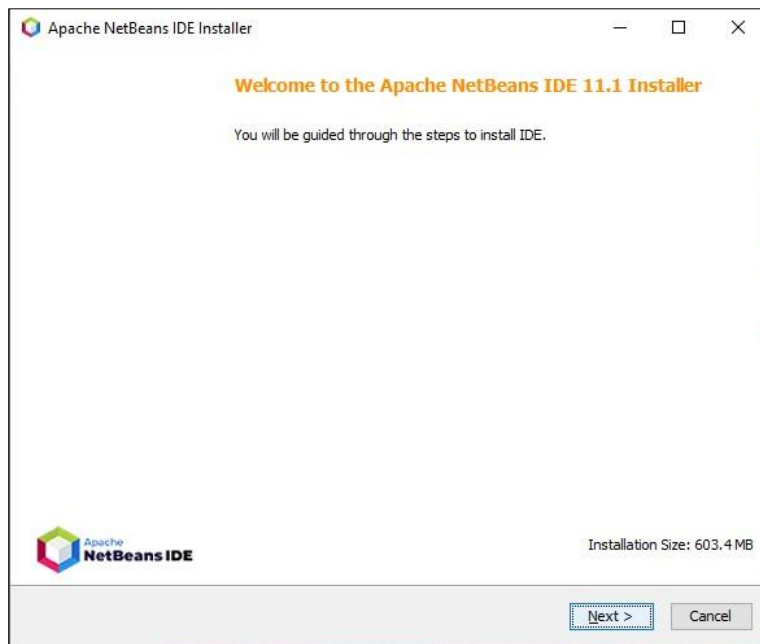 Apache NetBeans IDE Installer
Welcome to the Apache NetBeans IDE 11.1 Installer
You will be guided through the steps to install IDE.
Apache
NetBeans IDE
Installation Size: 603.4 MB
Next >
Cancel